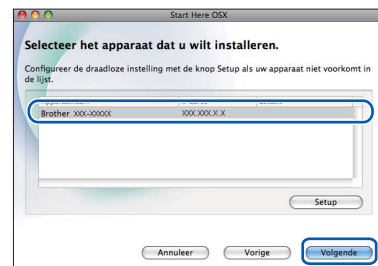 Start Here OSX
Selecteer het apparaat dat u wilt installeren.
Configureer de draadloze instelling met de knop Setup als uw apparaat niet voorkomt in
de lijst.
Brother XXX-XXXXX XXX.XXX.X.X
Setup
Annuleer Vorige Volgende